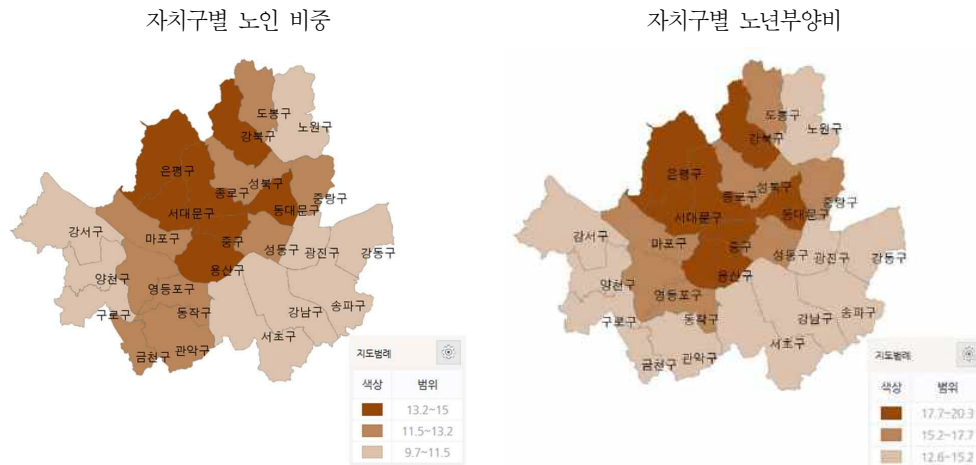 자치구별 노인 비중
도봉구
노원구
강북구
은평구
성북구
종로구
중랑구
서대문구
동대문구
강서구
마포구
중구
성동구
광진구
강동구
용산구
양천구
영등포구
구로구
동작구
강남구
송파구
서초구
금천구
관악구
지도범례
색상 범위
13.2~15
11.5~13.2
9.7~11.5
자치구별 노년부양비
도봉구
노원구
강북구
은평구
성북구
종로구
중랑구
서대문구
동대문구
강서구
마포구
중구
성동구
광진구
강동구
용산구
양천구
영등포구
구로구
동작구
강남구
송파구
서초구
금천구
관악구
지도범례
색상 범위
17.7~20.3
15.2~17.7
12.6~15.2